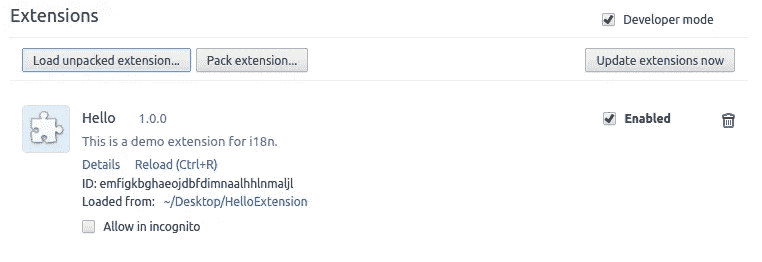 Extensions
Developer mode
Load unpacked extension...
Pack extension...
Update extensions now
Hello 1.0.0
Enabled
This is a demo extension for i18n.
Details Reload (Ctrl+R)
ID: emfigkbghaeojdbfdimnaalhhlnmaljl
Loaded from: ~/Desktop/HelloExtension
Allow in incognito